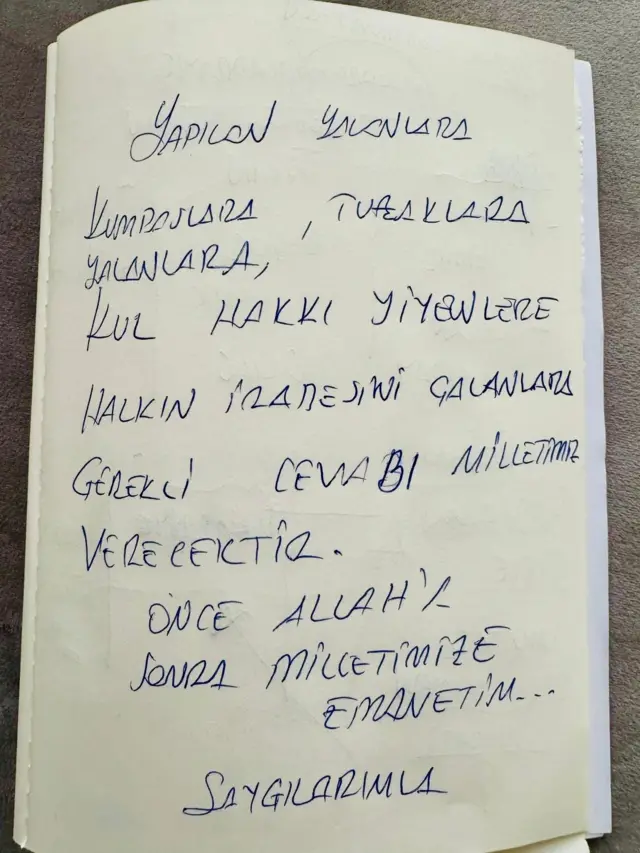 YAPILAN YALANLARA
KUMPASLARA , TUZAKLARA
YALANLARA,
KUL HAKKI YİYENLERE
HALKIN İRADESİNİ ÇALANLARA
GEREKLİ CEVABI MİLLETİMİZ
VERECEKTİR.
ÖNCE ALLAH'A
SONRA MİLLETİMİZE
EMANETİM...
SAYGILARIMLA